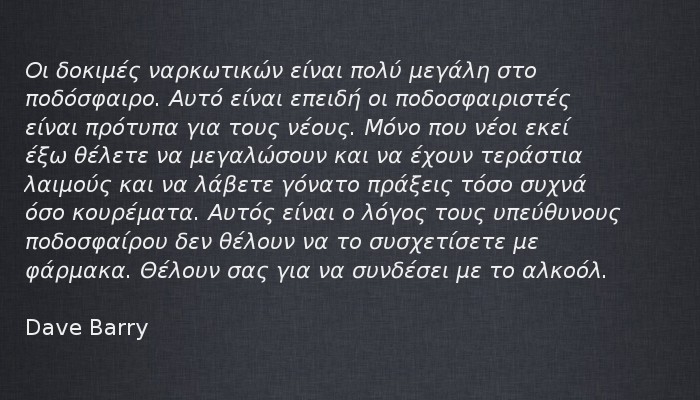 Οι δοκιμές ναρκωτικών είναι πολύ μεγάλη στο
ποδόσφαιρο. Αυτό είναι επειδή οι ποδοσφαιριστές
είναι πρότυπα για τους νέους. Μόνο που νέοι εκεί
έξω θέλετε να μεγαλώσουν και να έχουν τεράστια
λαιμούς και να λάβετε γόνατο πράξεις τόσο συχνά
όσο κουρέματα. Αυτός είναι ο λόγος τους υπεύθυνους
ποδοσφαίρου δεν θέλουν να το συσχετίσετε με
φάρμακα. Θέλουν σας για να συνδέσει με το αλκοόλ.
Dave Barry